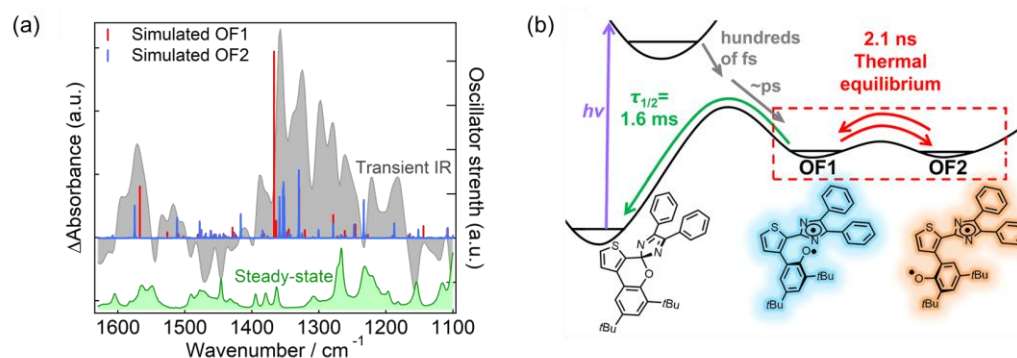 (a)
Simulated OF1
Simulated OF2
Transient IR
Steady-state
ΔAbsorbance (a.u.)
Oscillator strenth (a.u.)
1600 1500 1400 1300 1200 1100
Wavenumber / cm⁻¹
(b)
hundreds
of fs
~ps
2.1 ns
Thermal
equilibrium
hν
τ1/2=
1.6 ms
OF1
OF2
S
N
N
O
tBu
tBu
S
N
N
O•
tBu
tBu
S
N
N
•O
tBu
tBu